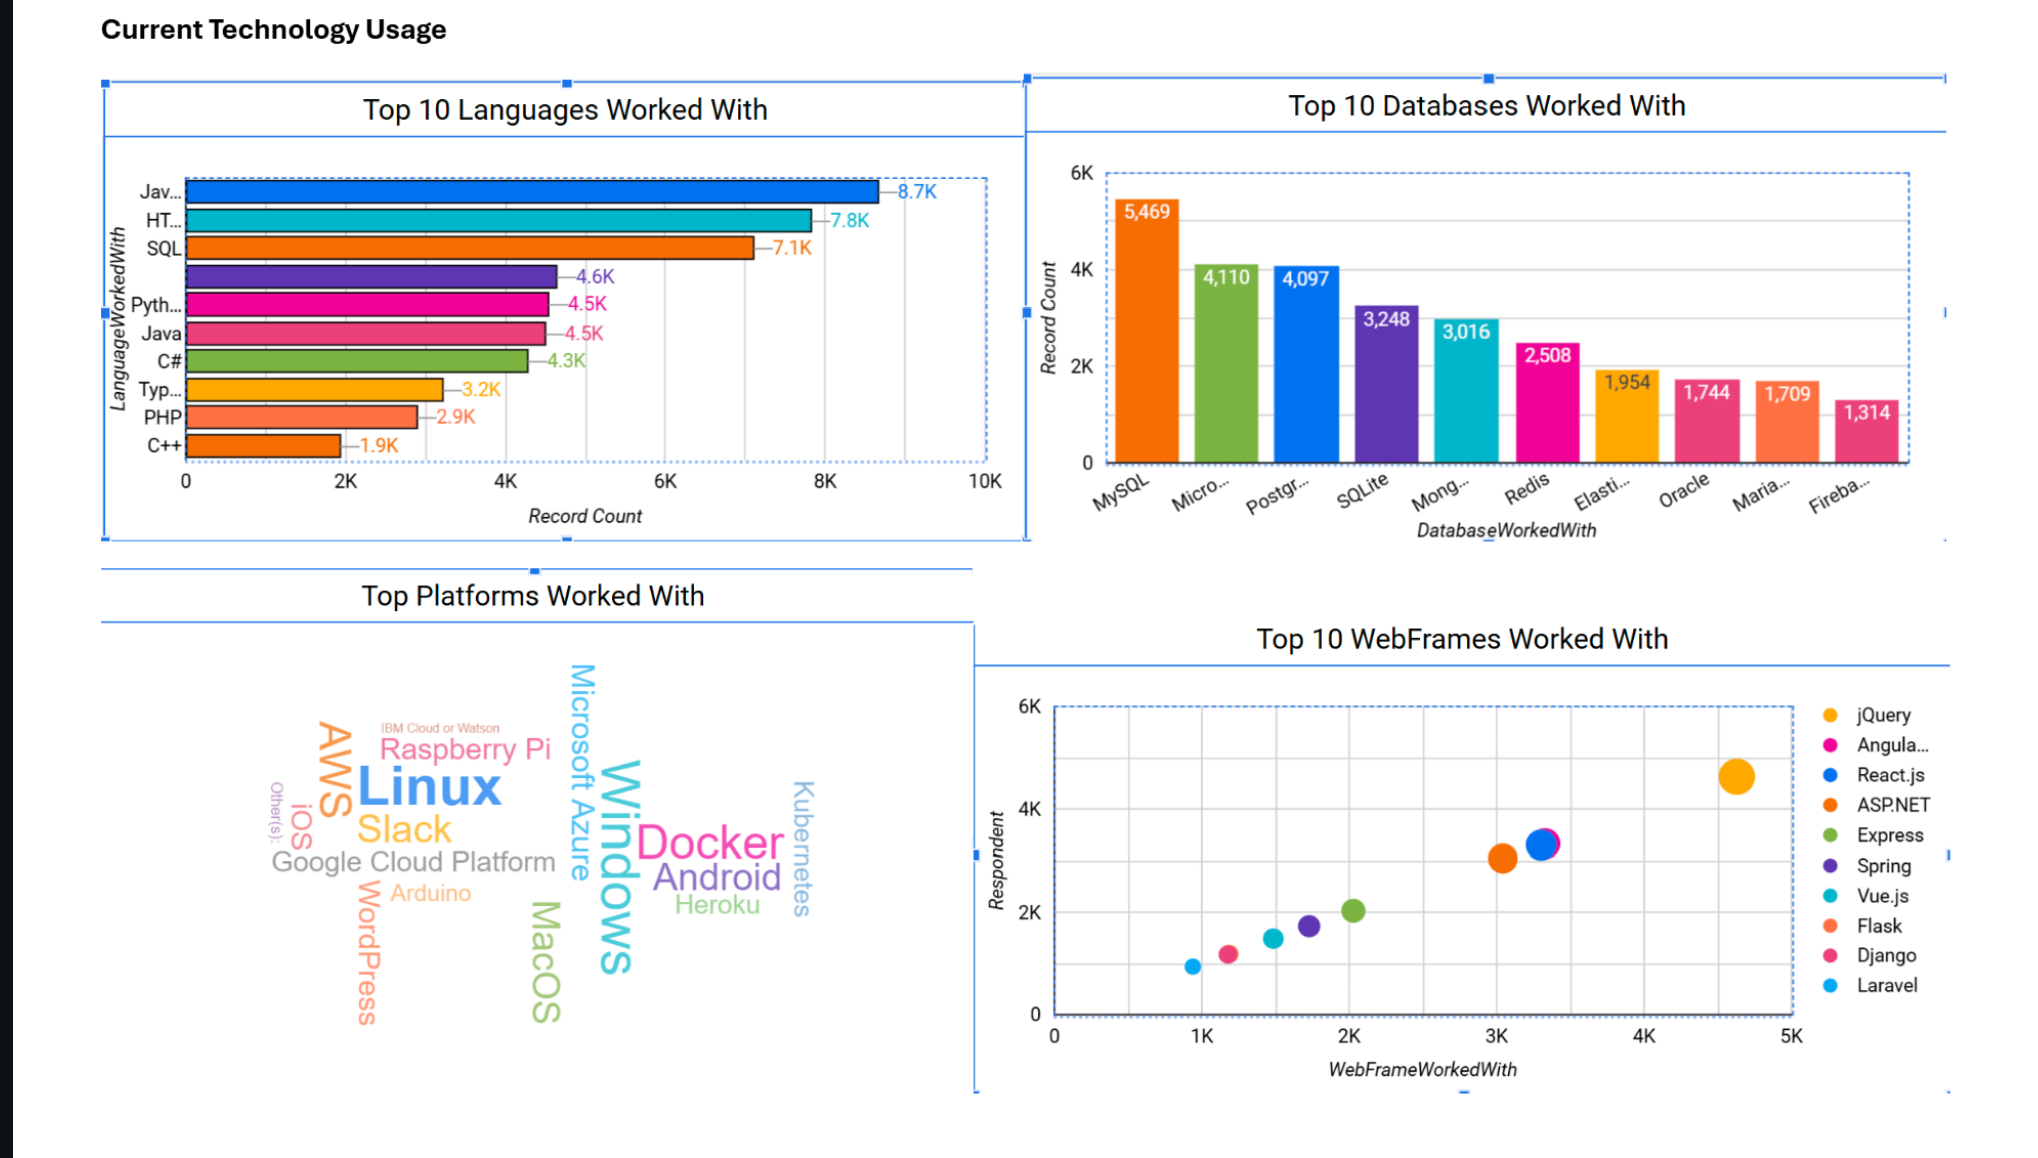 Current Technology Usage
Top 10 Languages Worked With
LanguageWorkedWith
Jav... 8.7K
HT... 7.8K
SQL 7.1K
4.6K
Pyth... 4.5K
Java 4.5K
C# 4.3K
Typ... 3.2K
PHP 2.9K
C++ 1.9K
0 2K 4K 6K 8K 10K
Record Count
Top 10 Databases Worked With
Record Count
6K
4K
2K
0
5,469 4,110 4,097 3,248 3,016 2,508 1,954 1,744 1,709 1,314
MySQL Micro... Postgr... SQLite Mong... Redis Elasti... Oracle Maria... Fireba...
DatabaseWorkedWith
Top Platforms Worked With
Microsoft Azure
AWS
IBM Cloud or Watson
Raspberry Pi
Linux
Windows
Other(s):
iOS
Slack
Docker
Kubernetes
Google Cloud Platform
Android
WordPress
Arduino
Heroku
MacOS
Top 10 WebFrames Worked With
Respondent
6K
4K
2K
0
0 1K 2K 3K 4K 5K
WebFrameWorkedWith
jQuery
Angula...
React.js
ASP.NET
Express
Spring
Vue.js
Flask
Django
Laravel